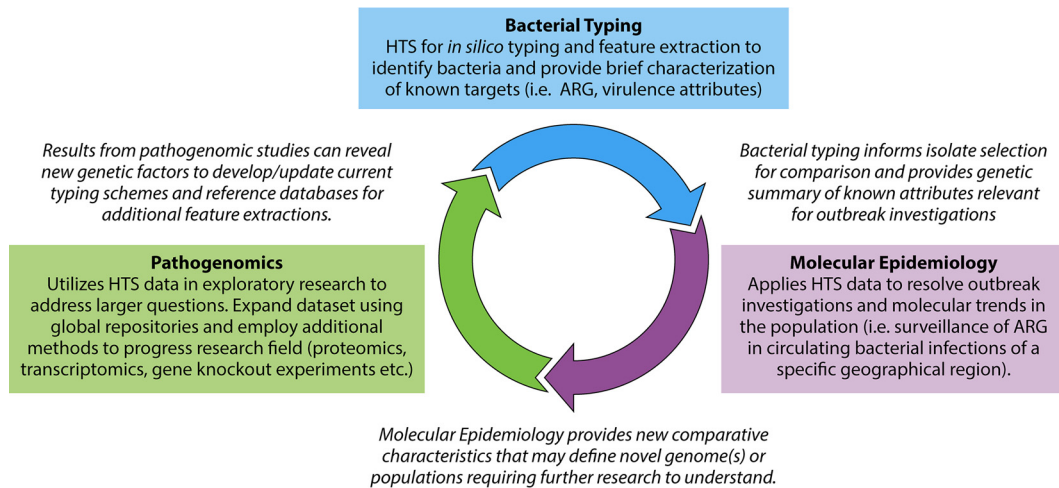 Bacterial Typing
HTS for in silico typing and feature extraction to
identify bacteria and provide brief characterization
of known targets (i.e. ARG, virulence attributes)
Results from pathogenomic studies can reveal
new genetic factors to develop/update current
typing schemes and reference databases for
additional feature extractions.
Bacterial typing informs isolate selection
for comparison and provides genetic
summary of known attributes relevant
for outbreak investigations
Pathogenomics
Utilizes HTS data in exploratory research to
address larger questions. Expand dataset using
global repositories and employ additional
methods to progress research field (proteomics,
transcriptomics, gene knockout experiments etc.)
Molecular Epidemiology
Applies HTS data to resolve outbreak
investigations and molecular trends in
the population (i.e. surveillance of ARG
in circulating bacterial infections of a
specific geographical region).
Molecular Epidemiology provides new comparative
characteristics that may define novel genome(s) or
populations requiring further research to understand.